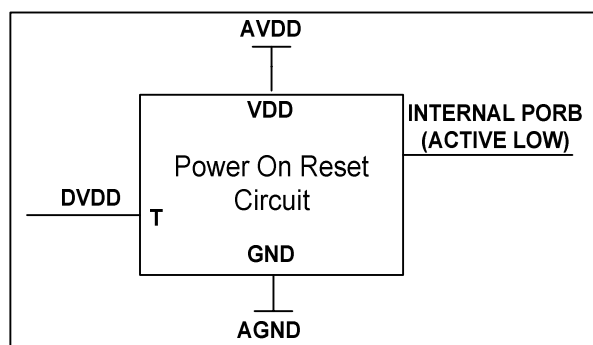 AVDD
VDD
INTERNAL PORB
(ACTIVE LOW)
Power On Reset
Circuit
DVDD
T
GND
AGND